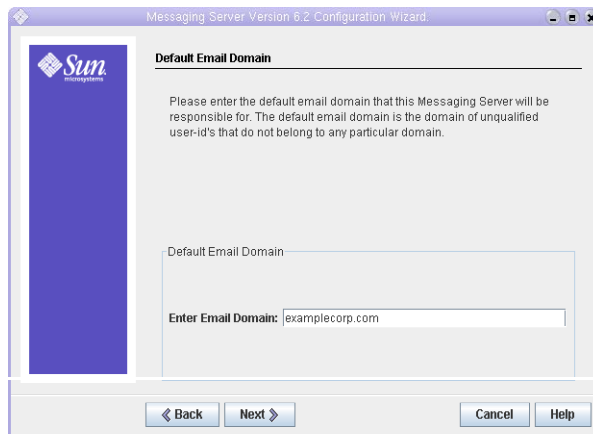 Messaging Server Version 6.2 Configuration Wizard.
Sun
microsystems
Default Email Domain
Please enter the default email domain that this Messaging Server will be
responsible for. The default email domain is the domain of unqualified
user-id's that do not belong to any particular domain.
Default Email Domain
Enter Email Domain: examplecorp.com
Back Next Cancel Help